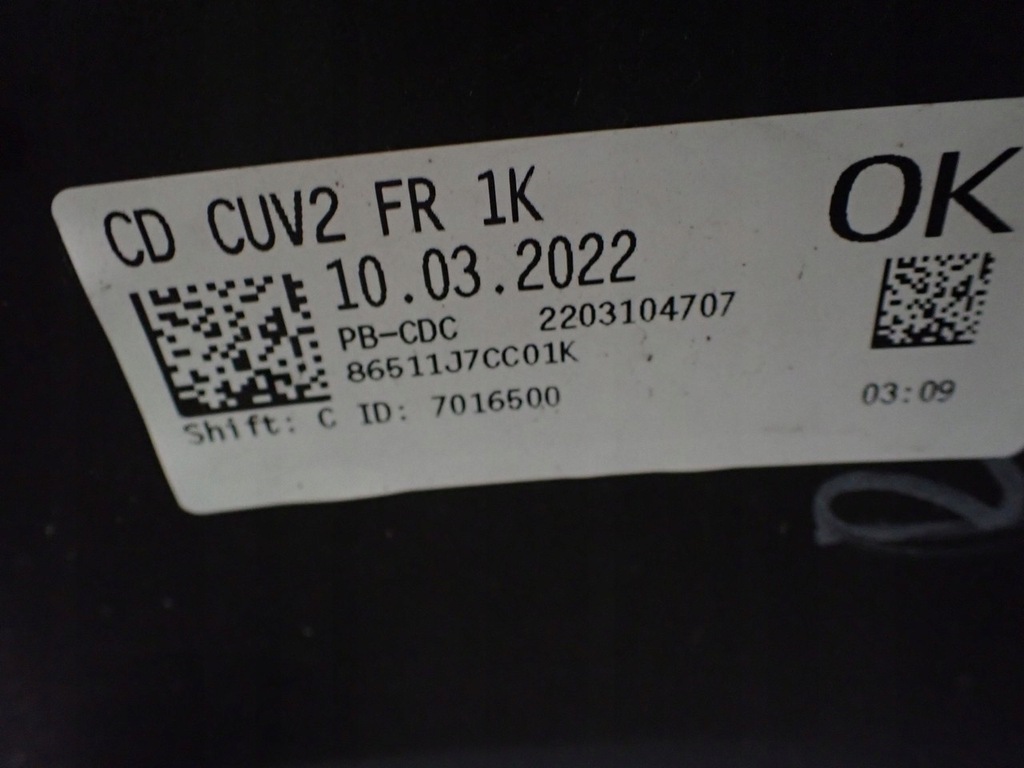 CD CUV2 FR 1K
OK
10.03.2022
PB-CDC 2203104707
86511J7CC01K
03:09
Shift: C ID: 7016500